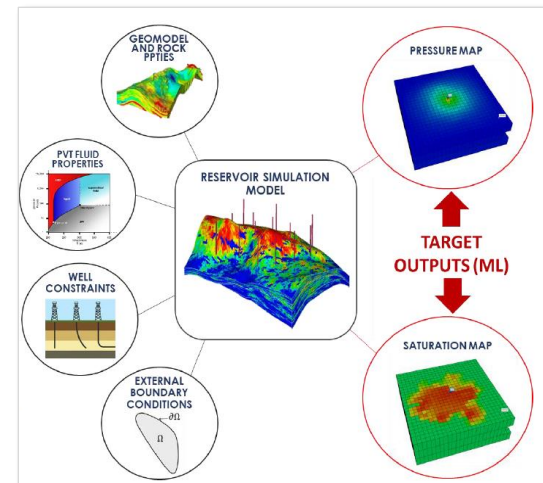 GEOMODEL
AND ROCK
PPTIES
PVT FLUID
PROPERTIES
WELL
CONSTRAINTS
EXTERNAL
BOUNDARY
CONDITIONS
∂Ω
Ω
RESERVOIR SIMULATION
MODEL
PRESSURE MAP
TARGET
OUTPUTS (ML)
SATURATION MAP